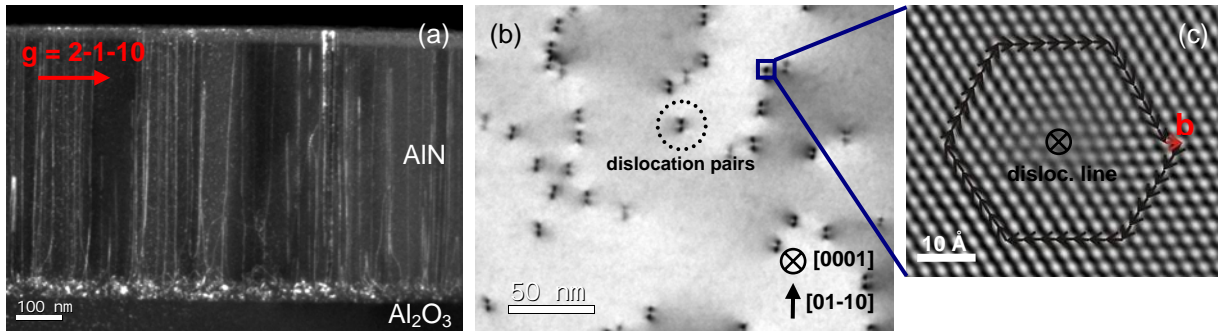 (a)
g = 2-1-10
AlN
100 nm
Al₂O₃
(b)
dislocation pairs
[0001]
[01-10]
50 nm
(c)
b
disloc. line
10 Å